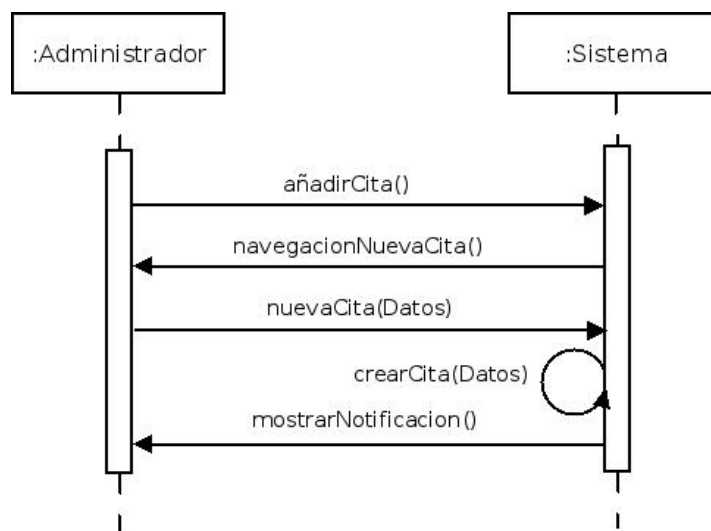 :Administrador
:Sistema
añadirCita()
navegacionNuevaCita()
nuevaCita(Datos)
crearCita(Datos)
mostrarNotificacion()